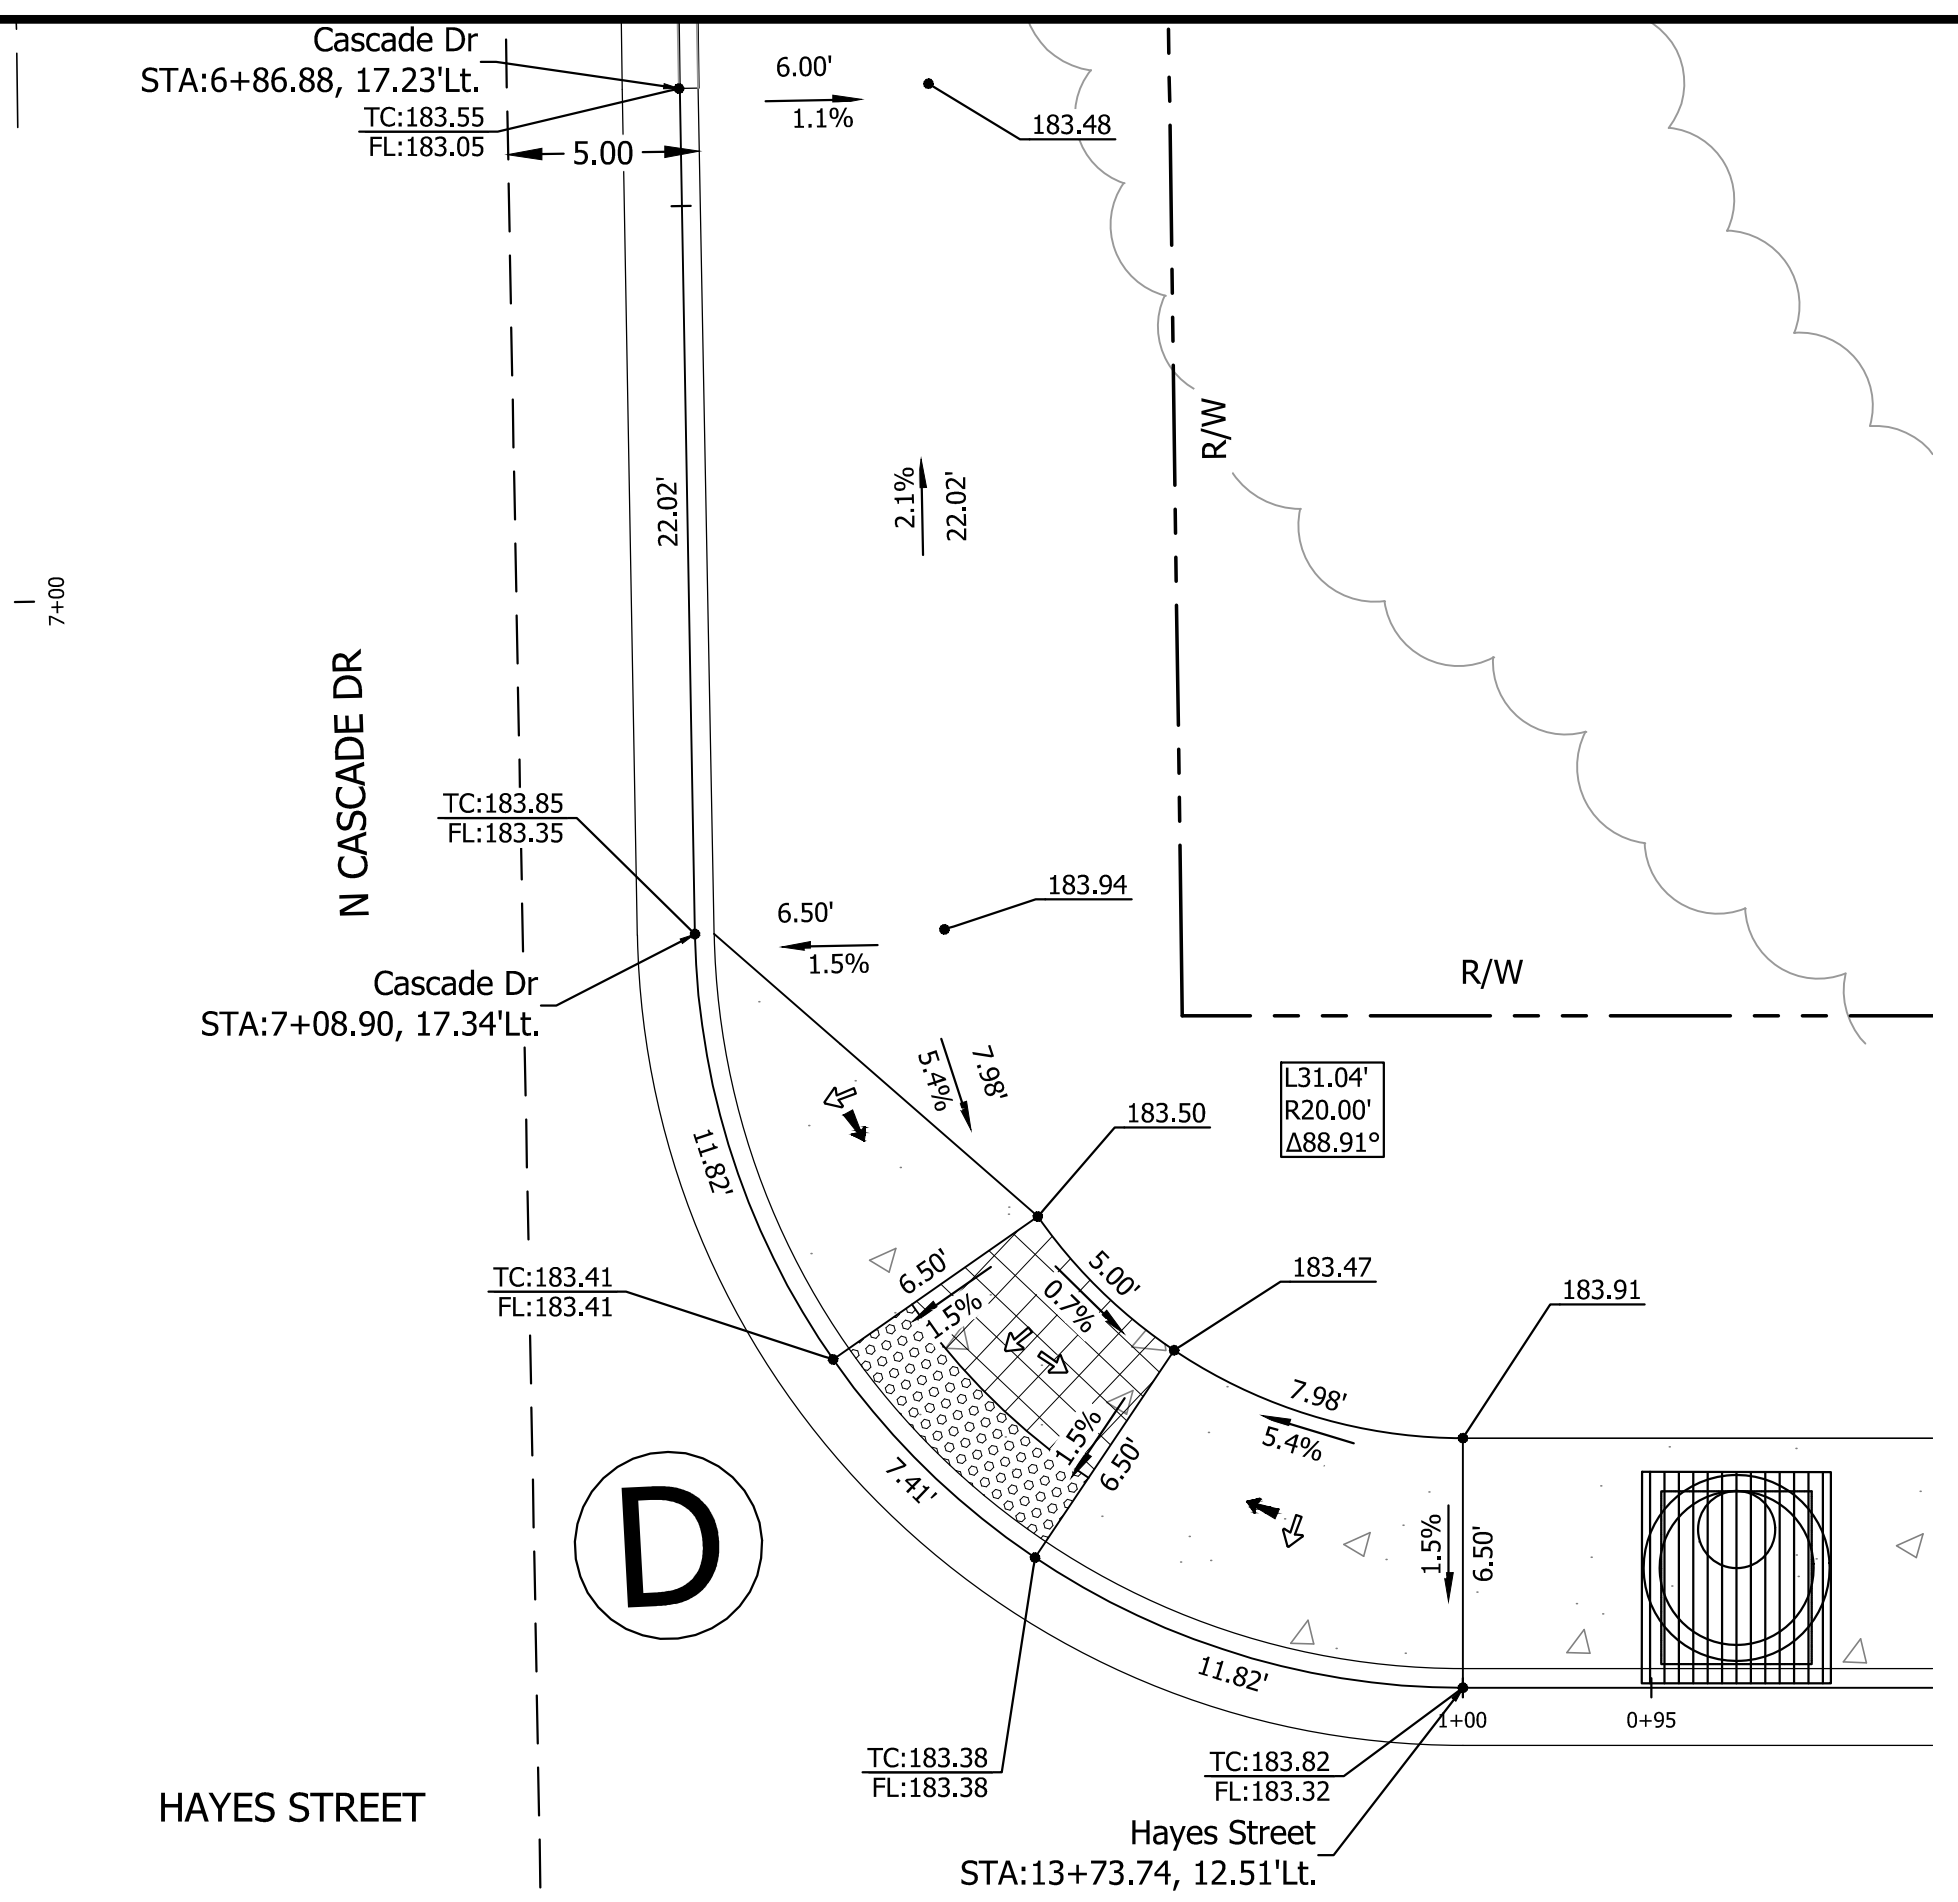 Cascade Dr
STA:6+86.88, 17.23'Lt.
TC:183.55
FL:183.05
5.00
6.00'
1.1%
183.48
R/W
22.02'
2.1%
22.02'
7+00
N CASCADE DR
TC:183.85
FL:183.35
183.94
6.50'
1.5%
Cascade Dr
STA:7+08.90, 17.34'Lt.
R/W
7.98'
5.4%
L31.04'
R20.00'
Δ88.91°
183.50
11.82'
TC:183.41
FL:183.41
6.50'
1.5%
5.00'
0.7%
183.47
183.91
7.98'
5.4%
1.5%
6.50'
7.41'
D
1.5%
6.50'
11.82'
1+00
0+95
TC:183.38
FL:183.38
TC:183.82
FL:183.32
HAYES STREET
Hayes Street
STA:13+73.74, 12.51'Lt.